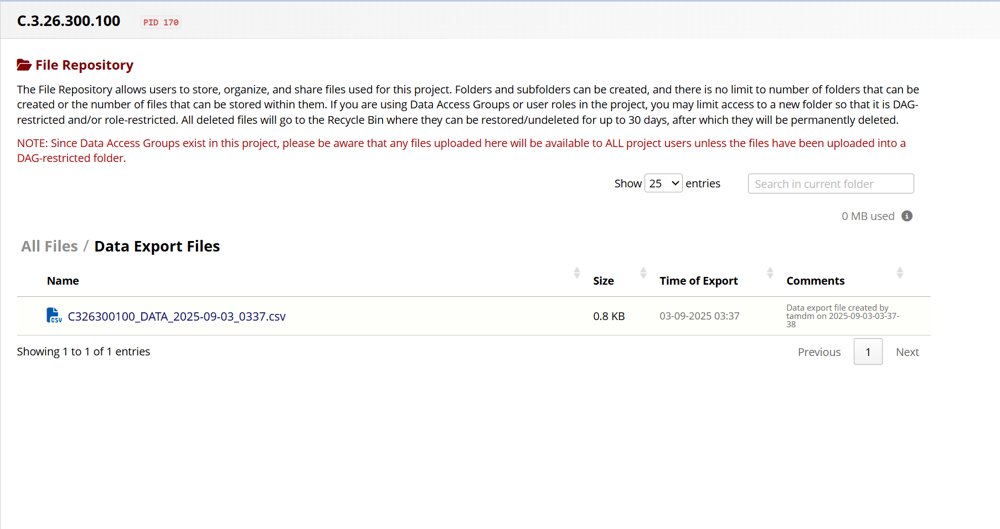 C.3.26.300.100 PID 170
File Repository
The File Repository allows users to store, organize, and share files used for this project. Folders and subfolders can be created, and there is no limit to number of folders that can be
created or the number of files that can be stored within them. If you are using Data Access Groups or user roles in the project, you may limit access to a new folder so that it is DAG-
restricted and/or role-restricted. All deleted files will go to the Recycle Bin where they can be restored/undeleted for up to 30 days, after which they will be permanently deleted.
NOTE: Since Data Access Groups exist in this project, please be aware that any files uploaded here will be available to ALL project users unless the files have been uploaded into a
DAG-restricted folder.
Show 25 entries Search in current folder
0 MB used
All Files / Data Export Files
Name Size Time of Export Comments
CSV C326300100_DATA_2025-09-03_0337.csv 0.8 KB 03-09-2025 03:37 Data export file created by
tamdm on 2025-09-03-03-37-
38
Showing 1 to 1 of 1 entries Previous 1 Next